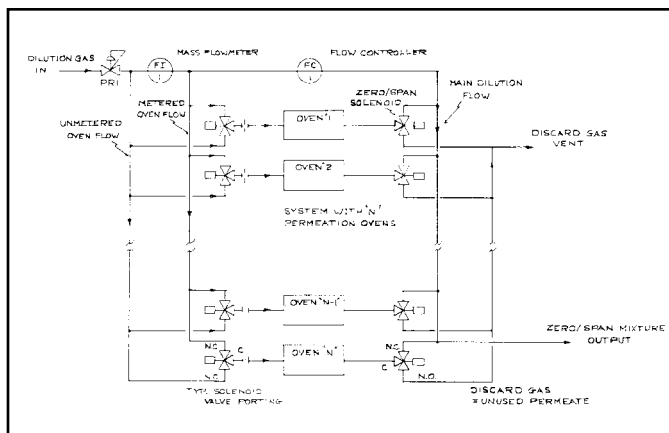 DILUTION GAS
IN
PRI
FI
MASS FLOWMETER
FC
FLOW CONTROLLER
ZERO/SPAN
SOLENOID
MAIN DILUTION
FLOW
UNMETERED
OVEN FLOW
METERED
OVEN FLOW
OVEN #1
DISCARD GAS
VENT
OVEN #2
SYSTEM WITH "N"
PERMEATION OVENS
OVEN "N-1"
ZERO/SPAN MIXTURE
OUTPUT
N.O.
C
N.C.
OVEN "N"
N.C.
C
N.O.
TYP. SOLENOID
VALVE PORTING
DISCARD GAS
UNUSED PERMEATE